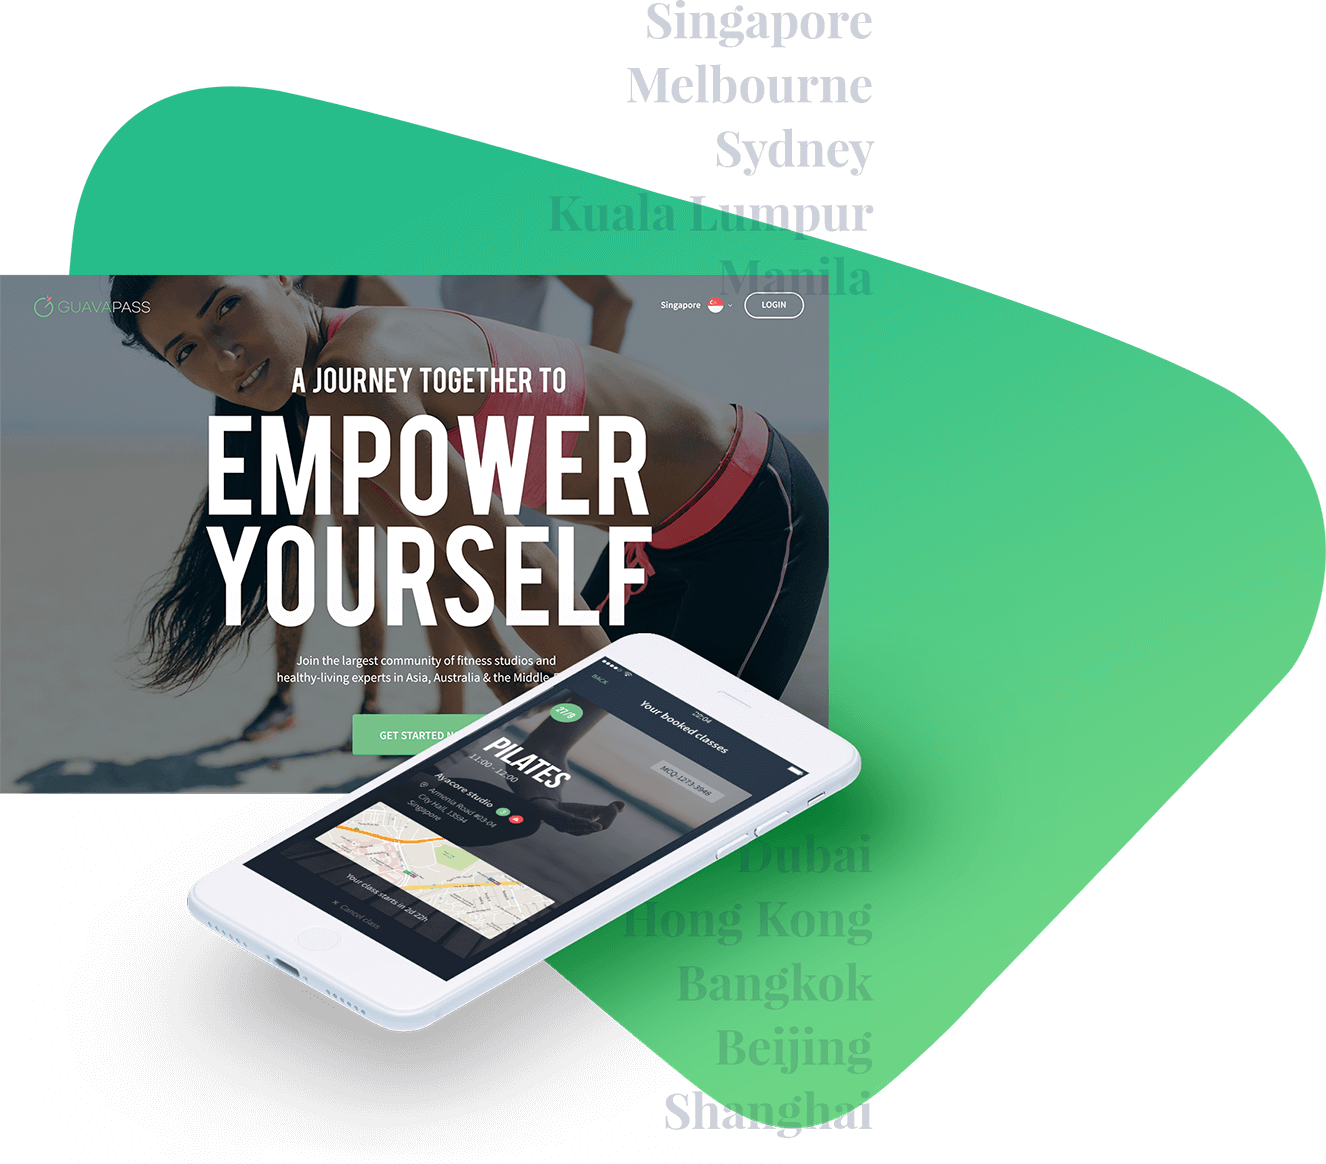 Singapore
Melbourne
Sydney
Kuala Lumpur
Manila
GUAVAPASS
Singapore
LOGIN
A JOURNEY TOGETHER TO
EMPOWER
YOURSELF
Join the largest community of fitness studios and
healthy-living experts in Asia, Australia & the Middle
GET STARTED
BACK
22:04
Your booked classes
27/9
MCQ-1273-3946
PILATES
11:00 - 12:00
Ayacore studio
Armenia Road #03-04
City Hall, 13594
Singapore
Your class starts in 2d 22h
× Cancel class
Dubai
Hong Kong
Bangkok
Beijing
Shanghai